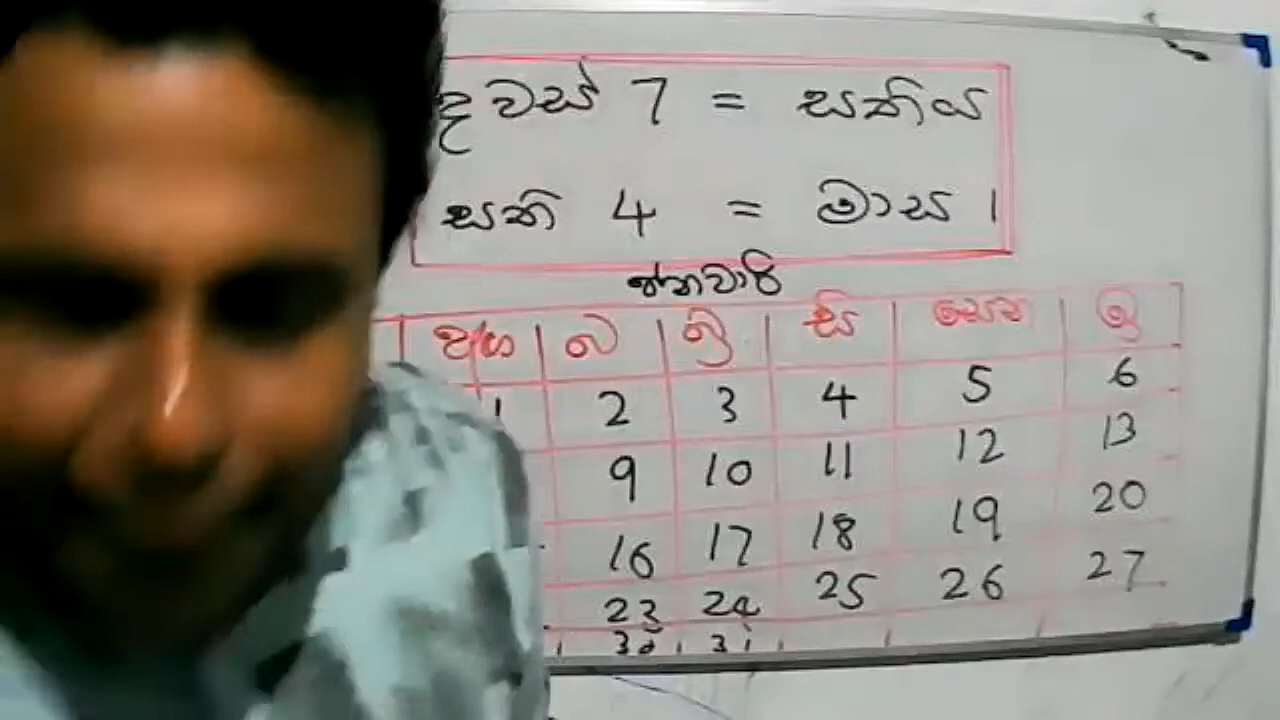 දවස් 7 = සතිය
සති 4 = මාස 1
ජනවාරි
අඟ බ බ්‍ර සි සෙන ඉ
1 2 3 4 5 6
9 10 11 12 13
16 17 18 19 20
23 24 25 26 27
30 31